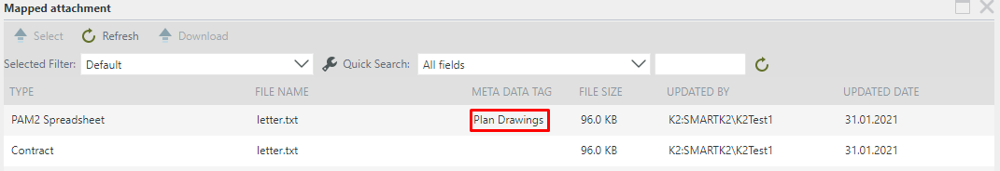 Mapped attachment
Select Refresh Download
Selected Filter: Default Quick Search: All fields
TYPE FILE NAME META DATA TAG FILE SIZE UPDATED BY UPDATED DATE
PAM2 Spreadsheet letter.txt Plan Drawings 96.0 KB K2:SMARTK2\K2Test1 31.01.2021
Contract letter.txt 96.0 KB K2:SMARTK2\K2Test1 31.01.2021